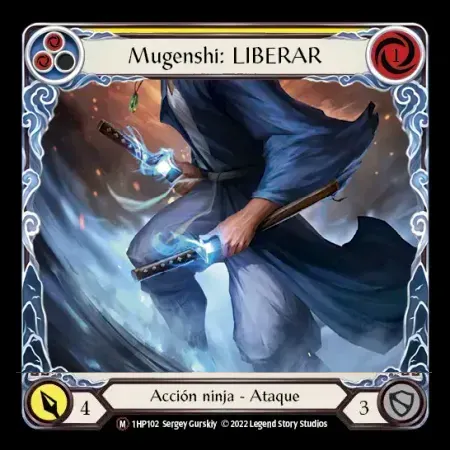 Mugenshi: LIBERAR
1
Acción ninja - Ataque
4
3
M 1HP102 Sergey Gurskiy © 2022 Legend Story Studios